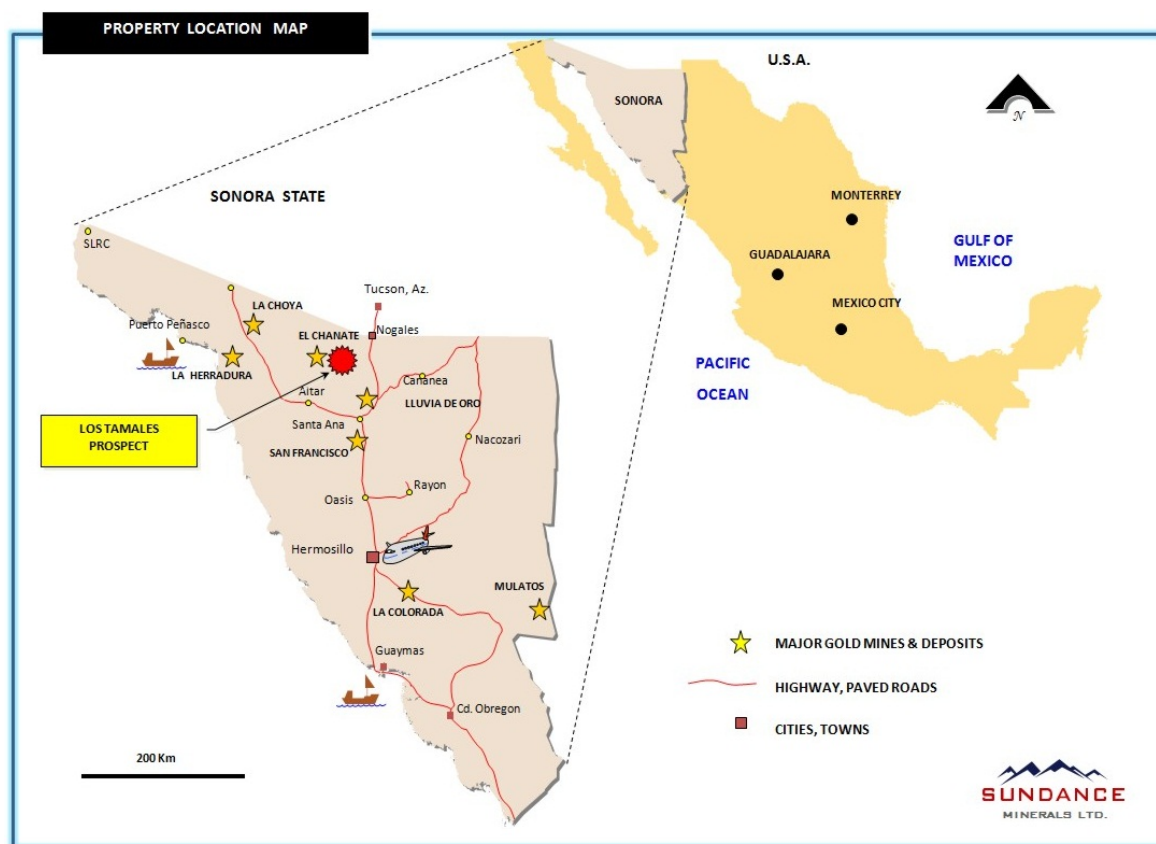 PROPERTY LOCATION MAP
U.S.A.
SONORA
N
SONORA STATE
MONTERREY
GULF OF
MEXICO
GUADALAJARA
MEXICO CITY
PACIFIC
OCEAN
SLRC
Tucson, Az.
LA CHOYA
Puerto Peñasco
EL CHANATE
Nogales
LA HERRADURA
Cananea
Altar
LLUVIA DE ORO
LOS TAMALES
PROSPECT
Santa Ana
SAN FRANCISCO
Nacozari
Rayon
Oasis
Hermosillo
MULATOS
LA COLORADA
Guaymas
Cd. Obregon
MAJOR GOLD MINES & DEPOSITS
HIGHWAY, PAVED ROADS
CITIES, TOWNS
200 Km
SUNDANCE
MINERALS LTD.